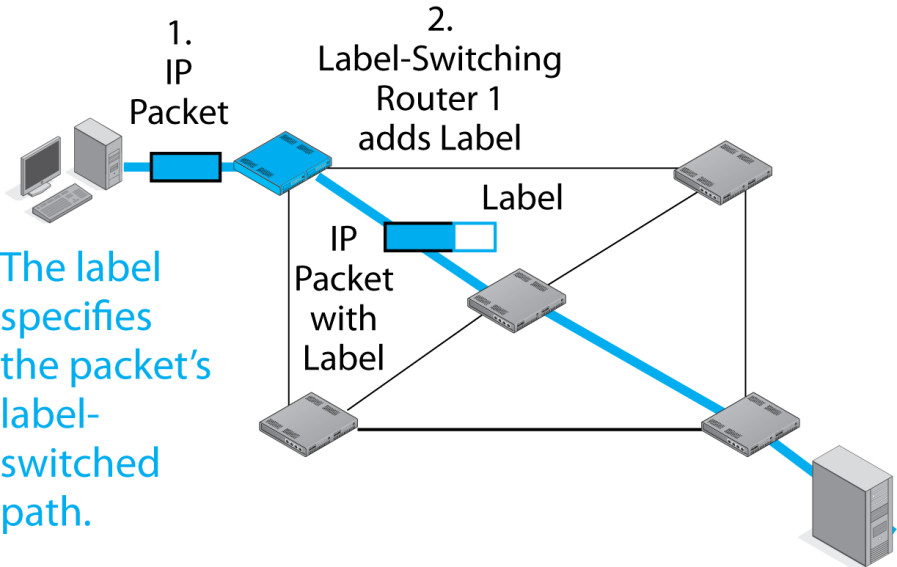 1.
IP
Packet
2.
Label-Switching
Router 1
adds Label
Label
IP
Packet
with
Label
The label
specifies
the packet’s
label-
switched
path.